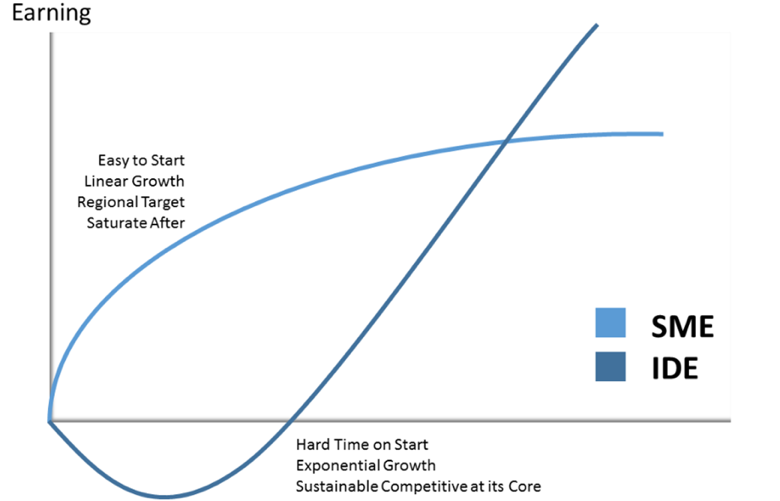 Earning
Easy to Start
Linear Growth
Regional Target
Saturate After
SME
IDE
Hard Time on Start
Exponential Growth
Sustainable Competitive at its Core